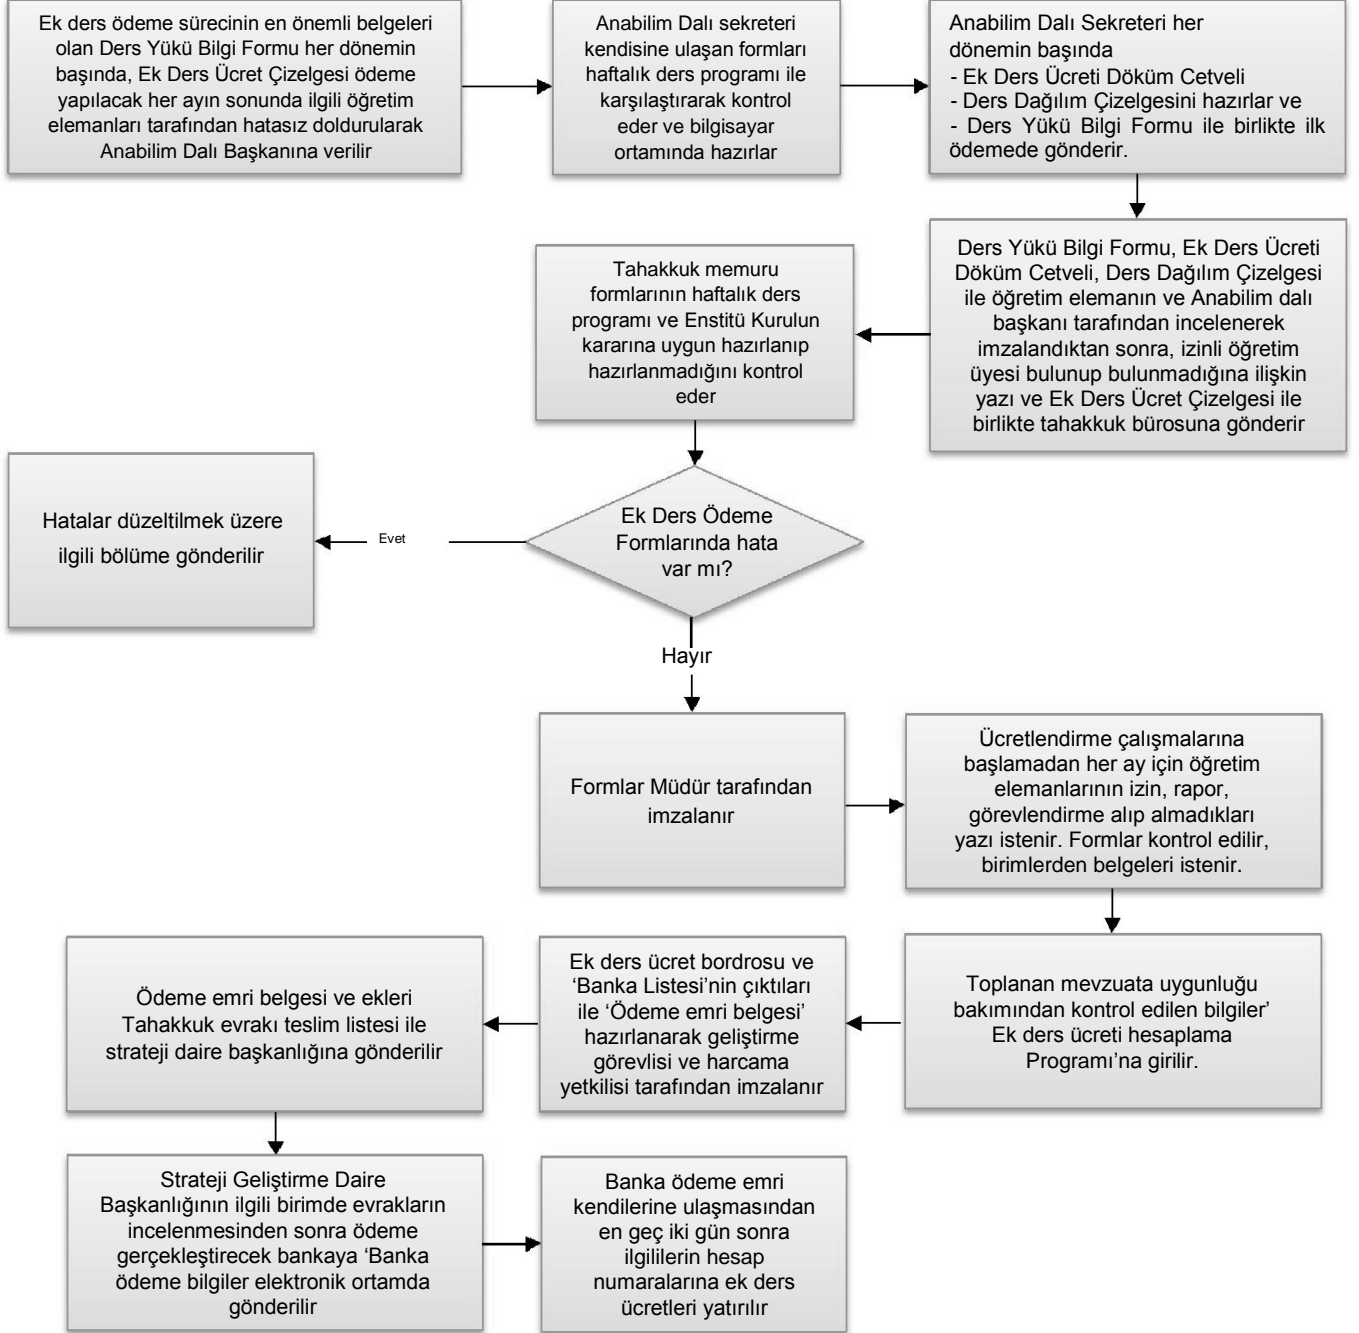 Ek ders ödeme sürecinin en önemli belgeleri
olan Ders Yükü Bilgi Formu her dönemin
başında, Ek Ders Ücret Çizelgesi ödeme
yapılacak her ayın sonunda ilgili öğretim
elemanları tarafından hatasız doldurularak
Anabilim Dalı Başkanına verilir
Anabilim Dalı sekreteri
kendisine ulaşan formları
haftalık ders programı ile
karşılaştırarak kontrol
eder ve bilgisayar
ortamında hazırlar
Anabilim Dalı Sekreteri her
dönemin başında
- Ek Ders Ücreti Döküm Cetveli
- Ders Dağılım Çizelgesini hazırlar ve
- Ders Yükü Bilgi Formu ile birlikte ilk
ödemede gönderir.
Ders Yükü Bilgi Formu, Ek Ders Ücreti
Döküm Cetveli, Ders Dağılım Çizelgesi
ile öğretim elemanın ve Anabilim dalı
başkanı tarafından incelenerek
imzalandıktan sonra, izinli öğretim
üyesi bulunup bulunmadığına ilişkin
yazı ve Ek Ders Ücret Çizelgesi ile
birlikte tahakkuk bürosuna gönderir
Tahakkuk memuru
formlarının haftalık ders
programı ve Enstitü Kurulun
kararına uygun hazırlanıp
hazırlanmadığını kontrol
eder
Ek Ders Ödeme
Formlarında hata
var mı?
Evet
Hatalar düzeltilmek üzere
ilgili bölüme gönderilir
Hayır
Formlar Müdür tarafından
imzalanır
Ücretlendirme çalışmalarına
başlamadan her ay için öğretim
elemanlarının izin, rapor,
görevlendirme alıp almadıkları
yazı istenir. Formlar kontrol edilir,
birimlerden belgeleri istenir.
Toplanan mevzuata uygunluğu
bakımından kontrol edilen bilgiler’
Ek ders ücreti hesaplama
Programı’na girilir.
Ek ders ücret bordrosu ve
‘Banka Listesi’nin çıktıları
ile ‘Ödeme emri belgesi’
hazırlanarak geliştirme
görevlisi ve harcama
yetkilisi tarafından imzalanır
Ödeme emri belgesi ve ekleri
Tahakkuk evrakı teslim listesi ile
strateji daire başkanlığına gönderilir
Strateji Geliştirme Daire
Başkanlığının ilgili birimde evrakların
incelenmesinden sonra ödeme
gerçekleştirecek bankaya ‘Banka
ödeme bilgiler elektronik ortamda
gönderilir
Banka ödeme emri
kendilerine ulaşmasından
en geç iki gün sonra
ilgililerin hesap
numaralarına ek ders
ücretleri yatırılır